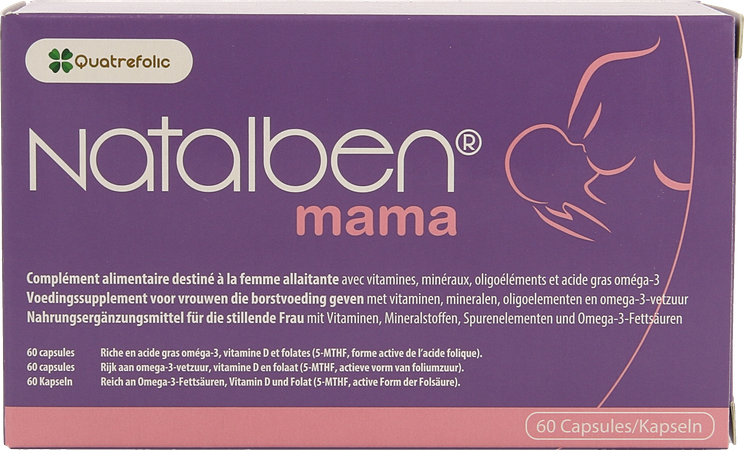 Quatrefolic
Natalben®
mama
Complément alimentaire destiné à la femme allaitante avec vitamines, minéraux, oligoéléments et acide gras oméga-3
Voedingssupplement voor vrouwen die borstvoeding geven met vitaminen, mineralen, oligoelementen en omega-3-vetzuur
Nahrungsergänzungsmittel für die stillende Frau mit Vitaminen, Mineralstoffen, Spurenelementen und Omega-3-Fettsäuren
60 capsules Riche en acide gras oméga-3, vitamine D et folates (5-MTHF, forme active de l'acide folique).
60 capsules Rijk aan omega-3-vetzuur, vitamine D en folaat (5-MTHF, actieve vorm van foliumzuur).
60 Kapseln Reich an Omega-3-Fettsäuren, Vitamin D und Folat (5-MTHF, active Form der Folsäure).
60 Capsules/Kapseln